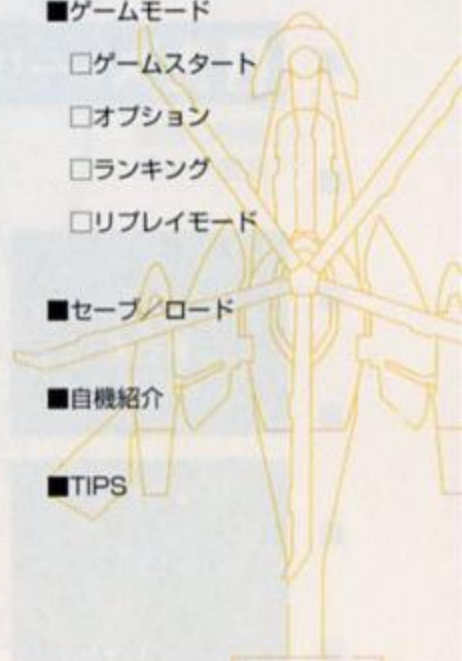 ■ゲームモード
□ゲームスタート
□オプション
□ランキング
□リプレイモード
■セーブ／ロード
■自機紹介
■TIPS